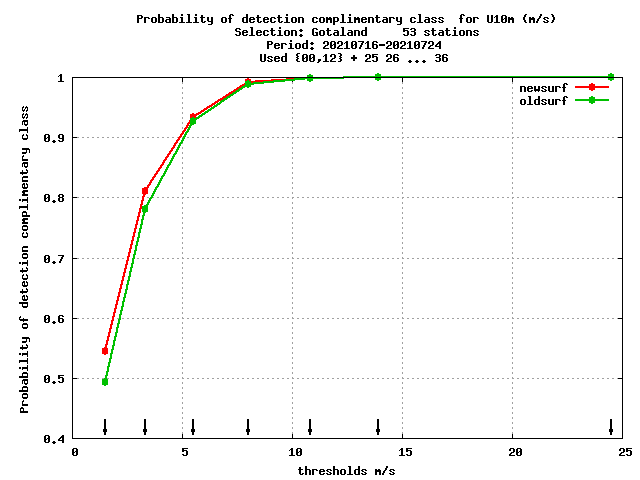 Probability of detection complimentary class  for U10m (m/s)
Selection: Gotaland     53 stations
Period: 20210716-20210724
Used {00,12} + 25 26 ... 36
newsurf
oldsurf
Probability of detection complimentary class
1
0.9
0.8
0.7
0.6
0.5
0.4
0 5 10 15 20 25
thresholds m/s